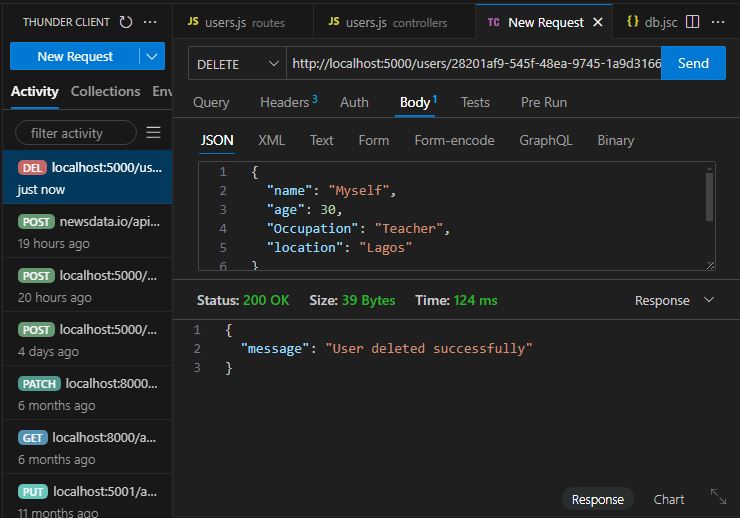 THUNDER CLIENT
New Request
Activity Collections Env
filter activity
DEL localhost:5000/us...
just now
POST newsdata.io/api...
19 hours ago
POST localhost:5000/...
20 hours ago
POST localhost:5000/...
4 days ago
PATCH localhost:8000...
6 months ago
GET localhost:8000/a...
6 months ago
PUT localhost:5001/a...
11 months ago
JS users.js routes
JS users.js controllers
TC New Request
{} db.jsc
DELETE http://localhost:5000/users/28201af9-545f-48ea-9745-1a9d3166 Send
Query Headers 3 Auth Body 1 Tests Pre Run
JSON XML Text Form Form-encode GraphQL Binary
1 {
2 "name": "Myself",
3 "age": 30,
4 "Occupation": "Teacher",
5 "location": "Lagos"
6 }
Status: 200 OK Size: 39 Bytes Time: 124 ms Response
1 {
2 "message": "User deleted successfully"
3 }
Response Chart